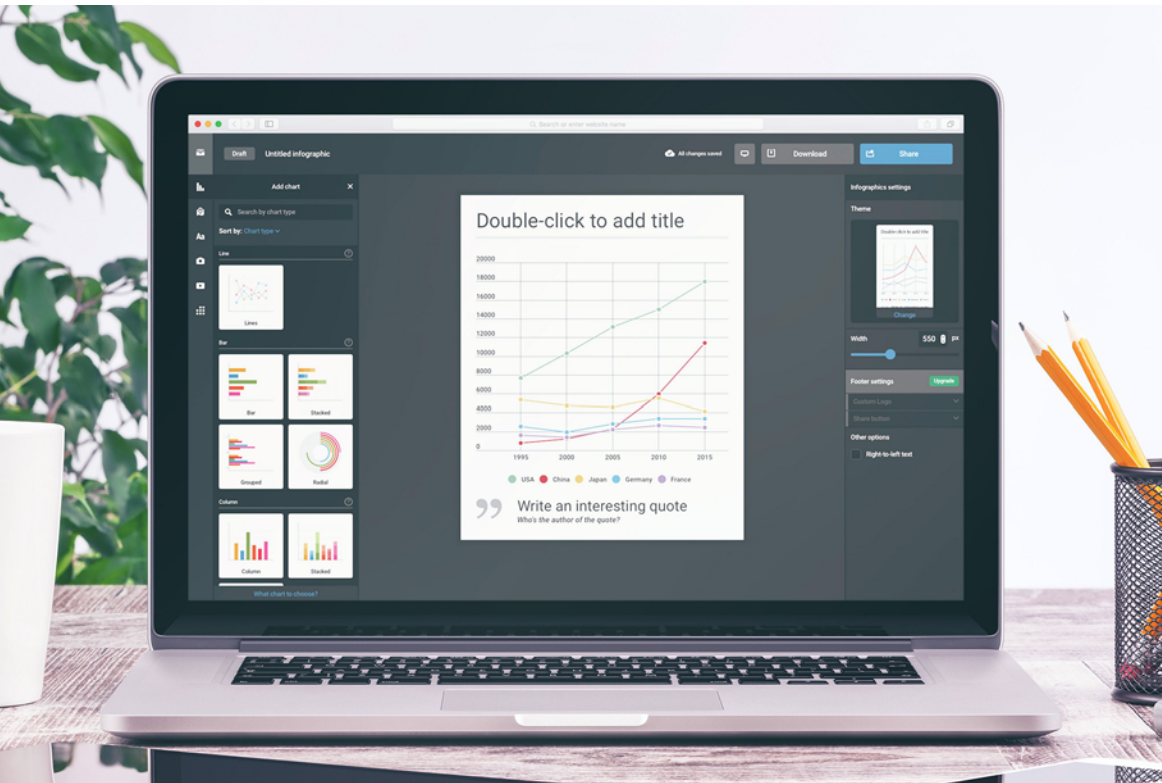 Search or enter website name
Draft
Untitled infographic
All changes saved
Download
Share
Add chart
Search by chart type
Sort by: Chart type
Line
Lines
Bar
Bar
Stacked
Grouped
Radial
Column
Column
Stacked
What chart to choose?
Aa
Double-click to add title
20000
18000
16000
14000
12000
10000
8000
6000
4000
2000
0
1995 2000 2005 2010 2015
USA China Japan Germany France
Write an interesting quote
Who's the author of the quote?
Infographics settings
Theme
Double-click to add title
Change
Width 550 px
Footer settings Upgrade
Custom Logo
Share button
Other options
Right-to-left text